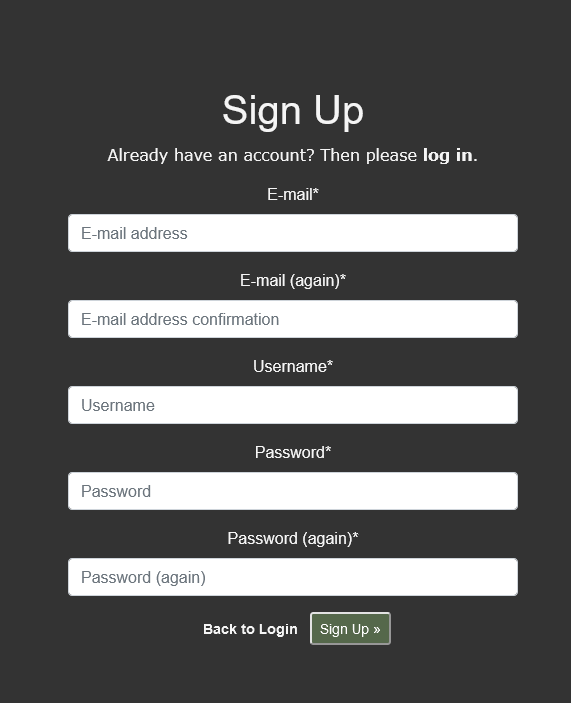 Sign Up
Already have an account? Then please log in.
E-mail*
E-mail address
E-mail (again)*
E-mail address confirmation
Username*
Username
Password*
Password
Password (again)*
Password (again)
Back to Login Sign Up »